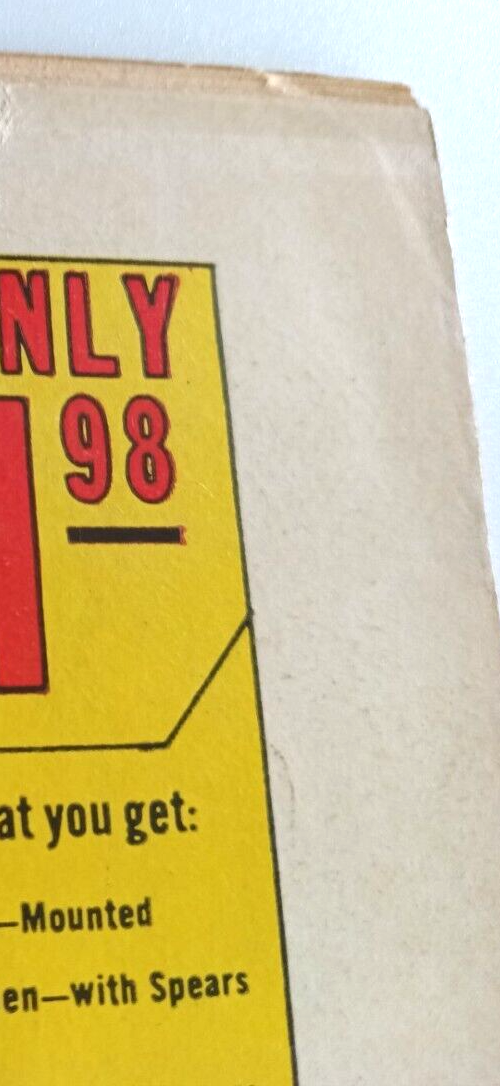 NLY
98
at you get:
—Mounted
en—with Spears